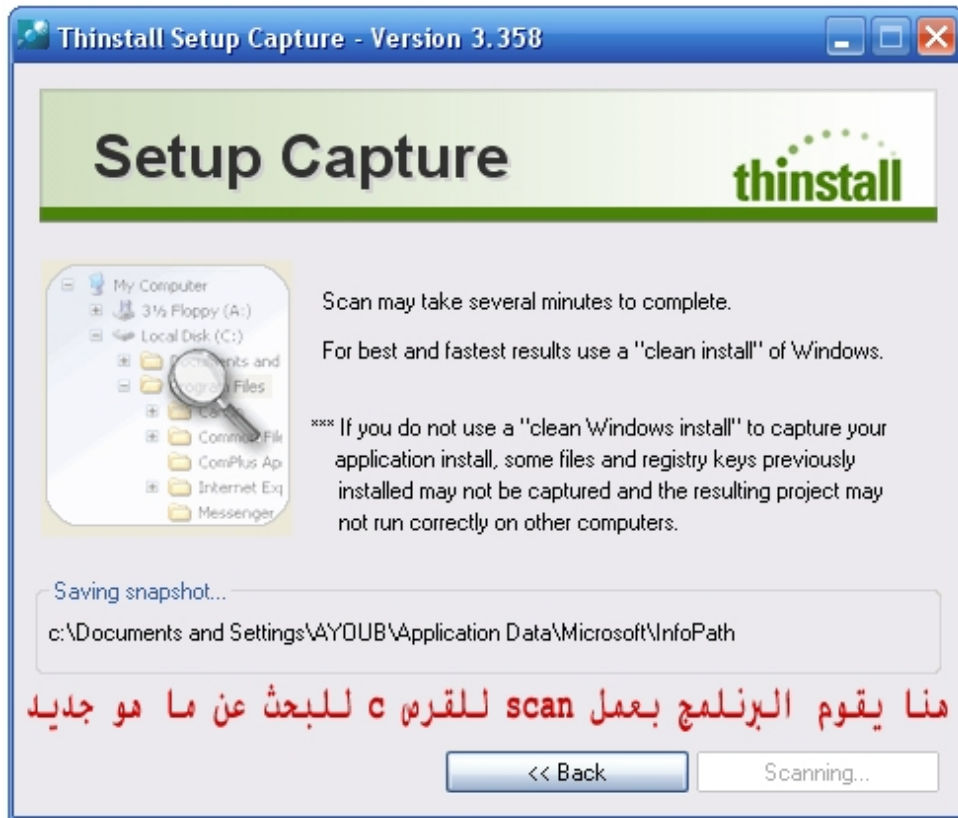 Thinstall Setup Capture - Version 3.358
Setup Capture
thinstall
My Computer
3½ Floppy (A:)
Local Disk (C:)
Documents and
Program Files
Common File
ComPlus Ap
Internet Exp
Messenger
Scan may take several minutes to complete.
For best and fastest results use a "clean install" of Windows.
*** If you do not use a "clean Windows install" to capture your
application install, some files and registry keys previously
installed may not be captured and the resulting project may
not run correctly on other computers.
Saving snapshot...
c:\Documents and Settings\AYOUB\Application Data\Microsoft\InfoPath
هنا يقوم البرنامج بعمل scan للقرص c للبحث عن ما هو جديد
<< Back
Scanning...